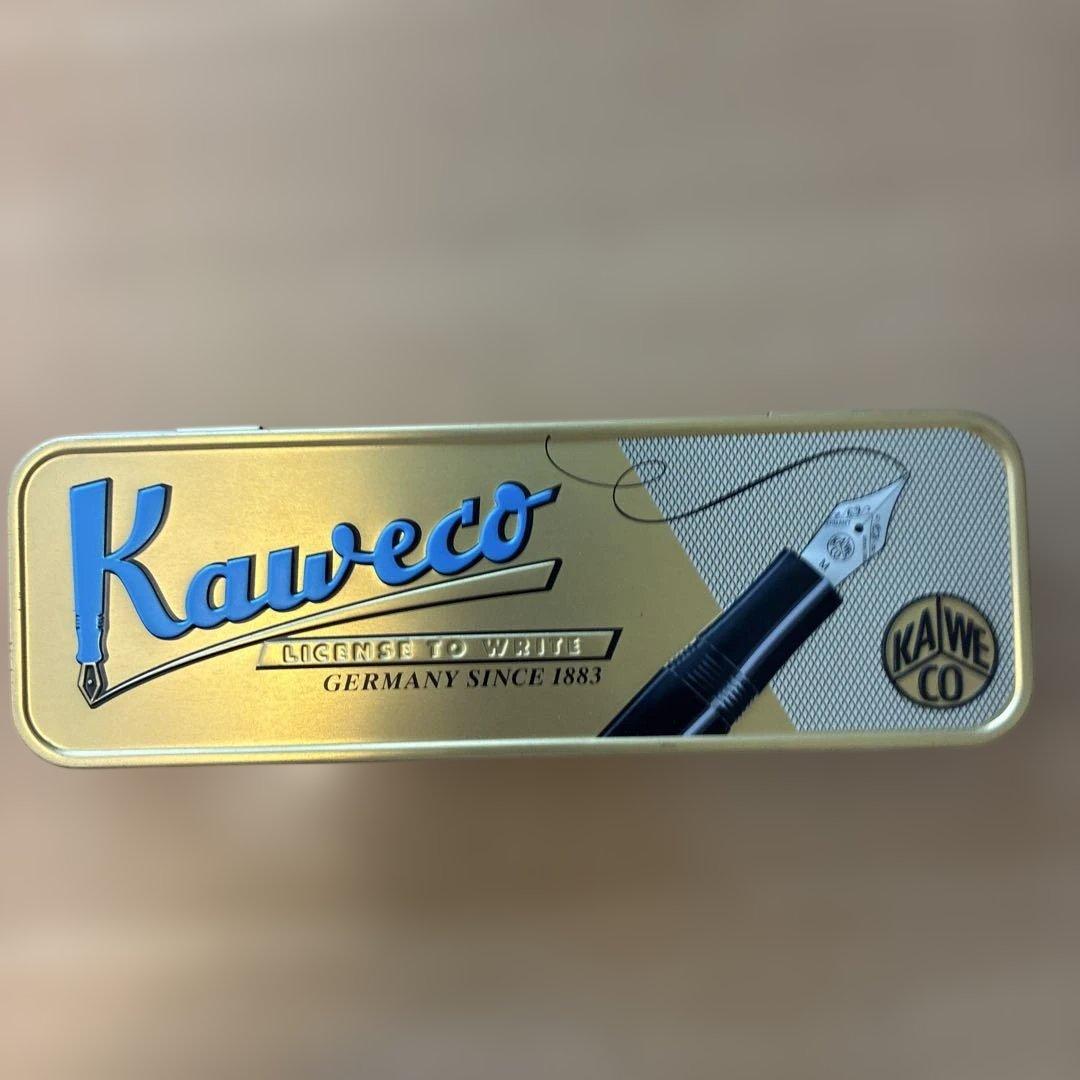 Kaweco
LICENSE TO WRITE
GERMANY SINCE 1883
M
KA WE
CO